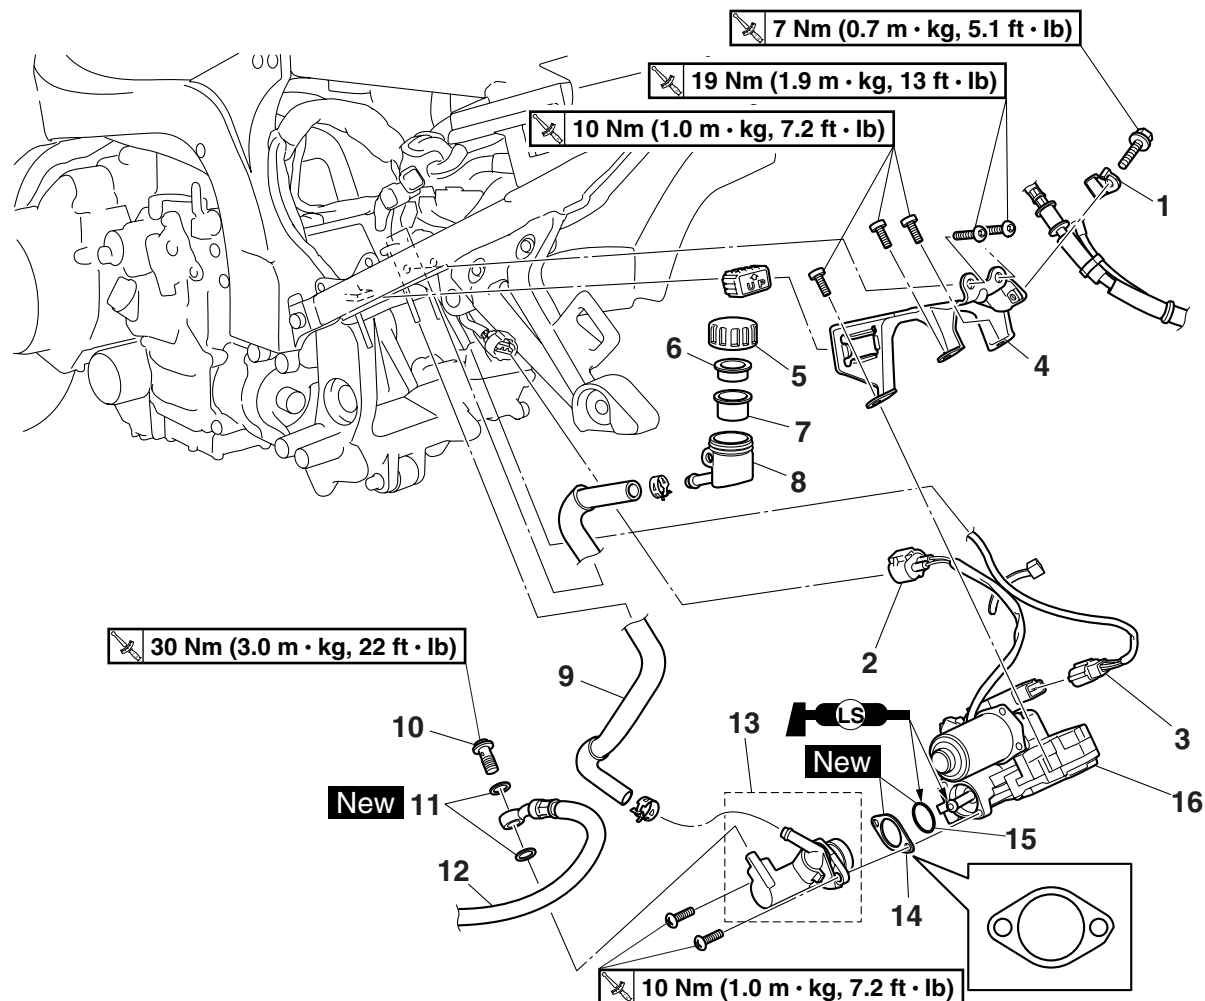 7 Nm (0.7 m • kg, 5.1 ft • lb)
19 Nm (1.9 m • kg, 13 ft • lb)
10 Nm (1.0 m • kg, 7.2 ft • lb)
1
UP
6
5
4
7
8
30 Nm (3.0 m • kg, 22 ft • lb)
9
2
10
13
LS
3
New
New 11
16
15
12
14
10 Nm (1.0 m • kg, 7.2 ft • lb)